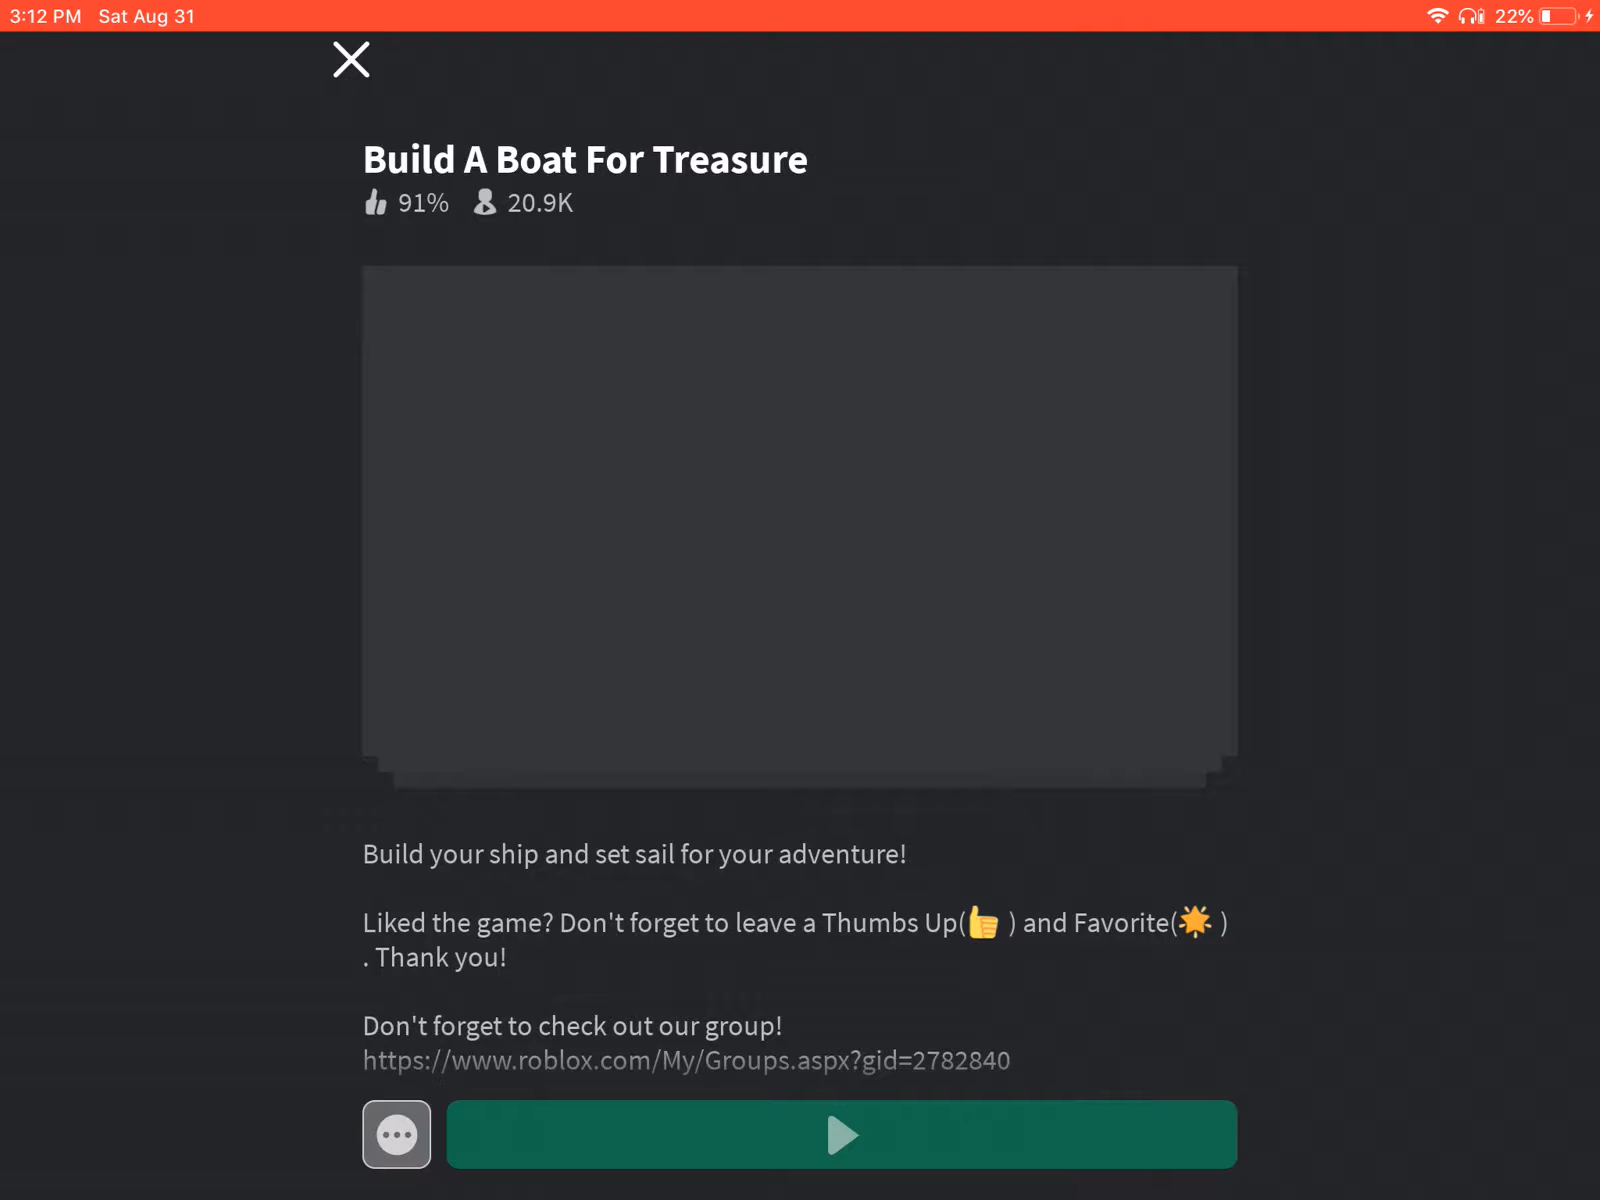 3:12 PM Sat Aug 31 22%
Build A Boat For Treasure
91% 20.9K
Build your ship and set sail for your adventure!
Liked the game? Don't forget to leave a Thumbs Up(👍 ) and Favorite(🌟 )
. Thank you!
Don't forget to check out our group!
https://www.roblox.com/My/Groups.aspx?gid=2782840